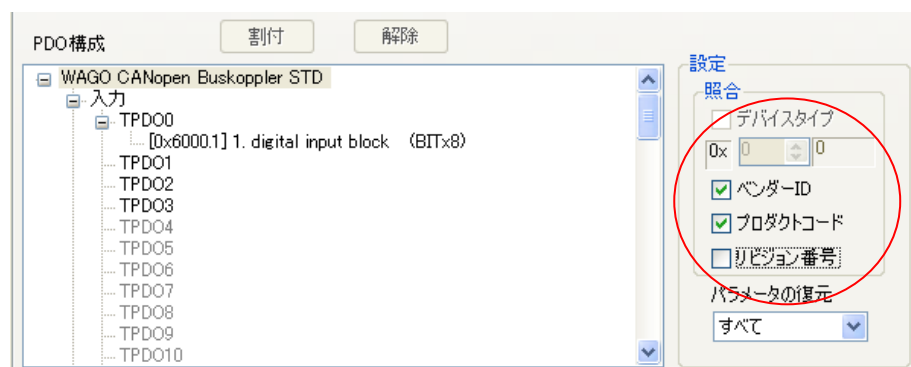 PDO構成
割付
解除
WAGO CANopen Buskoppler STD
入力
TPDO0
[0x6000.1] 1. digital input block (BITx8)
TPDO1
TPDO2
TPDO3
TPDO4
TPDO5
TPDO6
TPDO7
TPDO8
TPDO9
TPDO10
設定
照合
デバイスタイプ
0x 0 0
ベンダーID
プロダクトコード
リビジョン番号
パラメータの復元
すべて